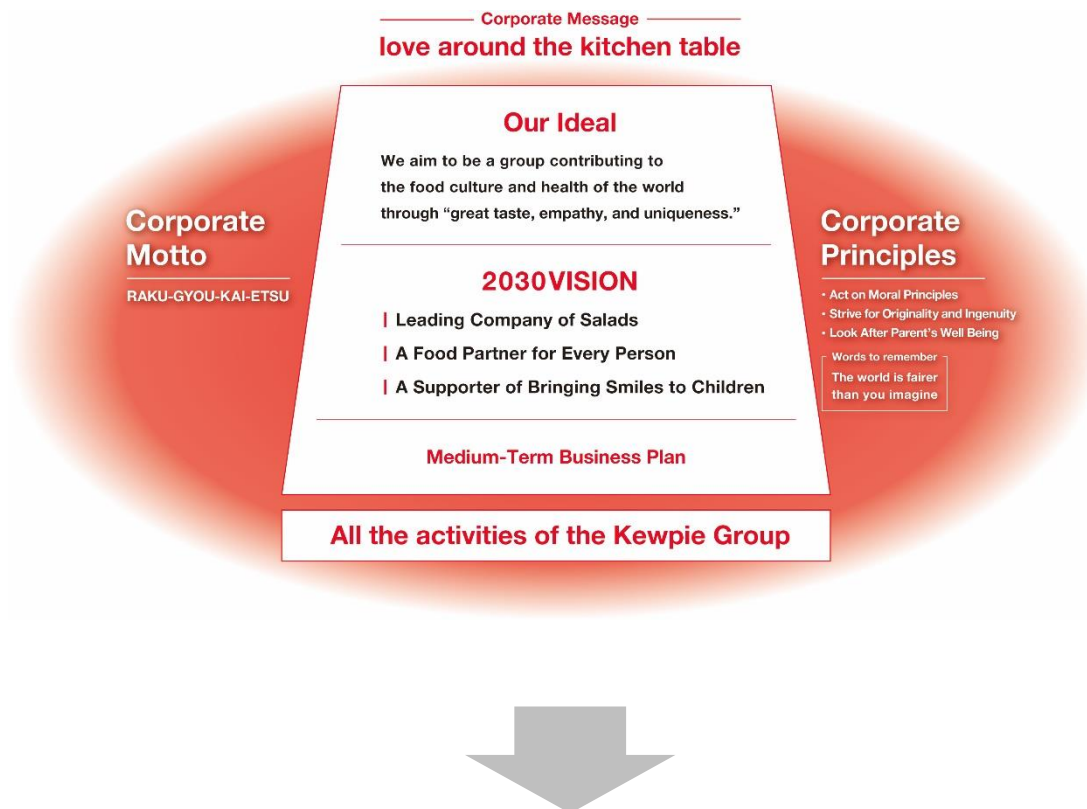 Corporate Message
love around the kitchen table
Our Ideal
We aim to be a group contributing to
the food culture and health of the world
through “great taste, empathy, and uniqueness.”
Corporate
Motto
RAKU-GYOU-KAI-ETSU
2030VISION
Leading Company of Salads
A Food Partner for Every Person
A Supporter of Bringing Smiles to Children
Medium-Term Business Plan
Corporate
Principles
・Act on Moral Principles
・Strive for Originality and Ingenuity
・Look After Parent's Well Being
Words to remember
The world is fairer
than you imagine
All the activities of the Kewpie Group